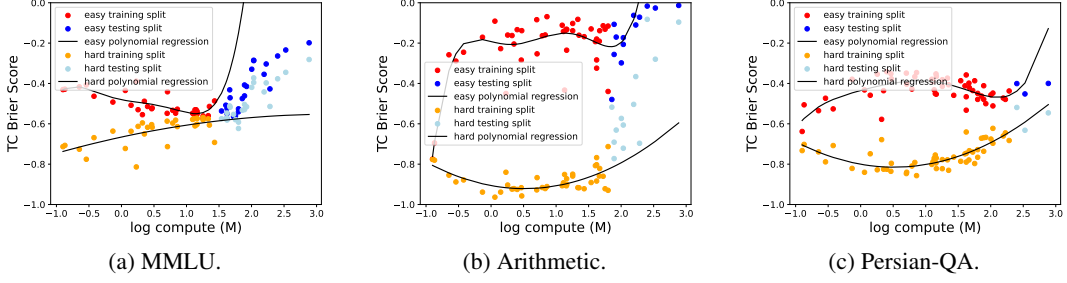 0.0
−0.2
−0.4
−0.6
−0.8
−1.0
TC Brier Score
easy training split
easy testing split
easy polynomial regression
hard training split
hard testing split
hard polynomial regression
−1.0 −0.5 0.0 0.5 1.0 1.5 2.0 2.5 3.0
log compute (M)
(a) MMLU.
0.0
−0.2
−0.4
−0.6
−0.8
−1.0
TC Brier Score
easy training split
easy testing split
easy polynomial regression
hard training split
hard testing split
hard polynomial regression
−1.0 −0.5 0.0 0.5 1.0 1.5 2.0 2.5 3.0
log compute (M)
(b) Arithmetic.
0.0
−0.2
−0.4
−0.6
−0.8
−1.0
TC Brier Score
easy training split
easy testing split
easy polynomial regression
hard training split
hard testing split
hard polynomial regression
−1.0 −0.5 0.0 0.5 1.0 1.5 2.0 2.5 3.0
log compute (M)
(c) Persian-QA.